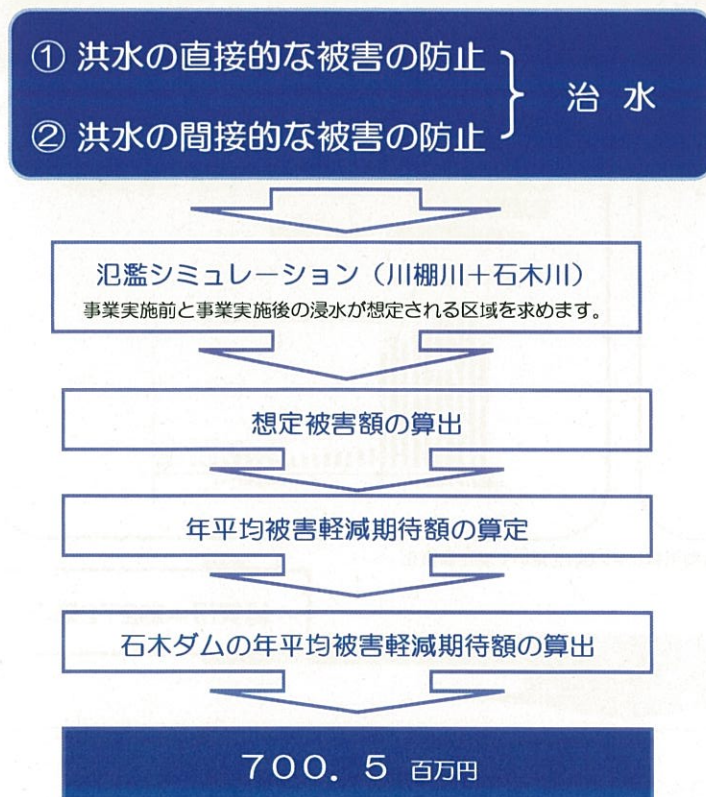 ① 洪水の直接的な被害の防止
② 洪水の間接的な被害の防止
治 水
氾濫シミュレーション（川棚川＋石木川）
事業実施前と事業実施後の浸水が想定される区域を求めます。
想定被害額の算出
年平均被害軽減期待額の算定
石木ダムの年平均被害軽減期待額の算出
７００．５ 百万円